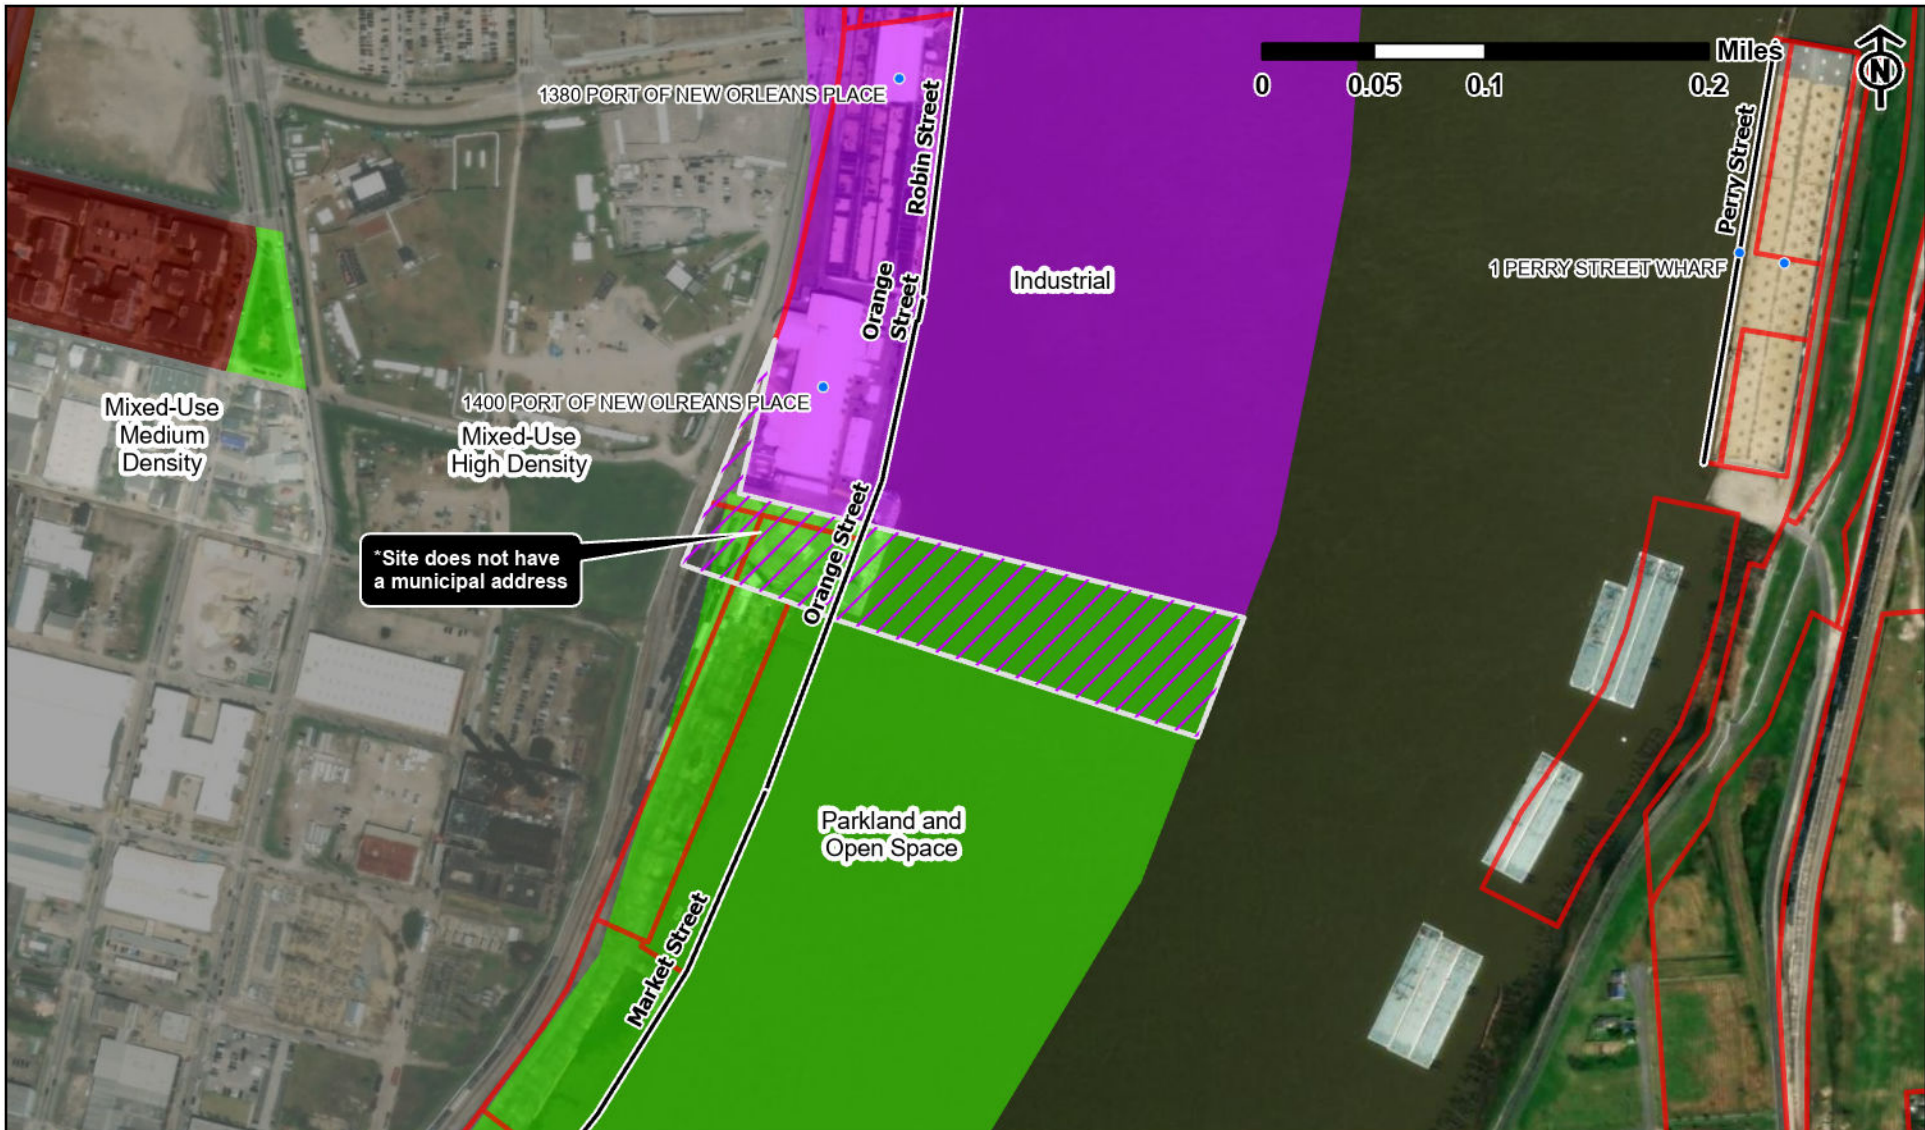 Miles
0 0.05 0.1 0.2
N
1380 PORT OF NEW ORLEANS PLACE
Robin Street
Perry Street
1 PERRY STREET WHARF
Industrial
Orange
Street
1400 PORT OF NEW OLREANS PLACE
Mixed-Use
Medium
Density
Mixed-Use
High Density
*Site does not have
a municipal address
Orange Street
Parkland and
Open Space
Market Street